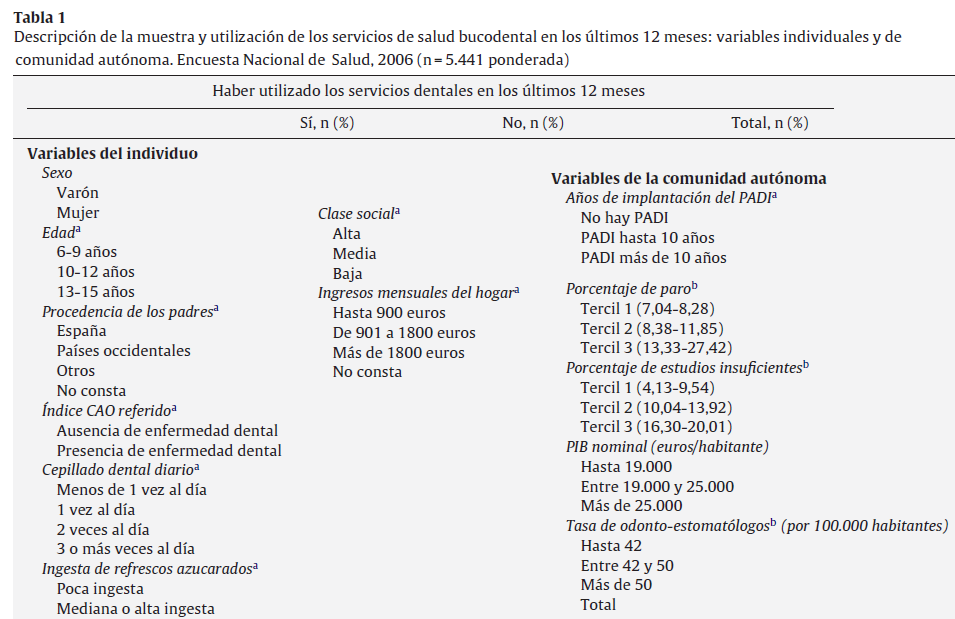 Tabla 1
Descripción de la muestra y utilización de los servicios de salud bucodental en los últimos 12 meses: variables individuales y de
comunidad autónoma. Encuesta Nacional de Salud, 2006 (n = 5.441 ponderada)
Haber utilizado los servicios dentales en los últimos 12 meses
Sí, n (%) No, n (%) Total, n (%)
Variables del individuo
Sexo
Varón
Mujer
Edadᵃ
6-9 años
10-12 años
13-15 años
Procedencia de los padresᵃ
España
Países occidentales
Otros
No consta
Índice CAO referidoᵃ
Ausencia de enfermedad dental
Presencia de enfermedad dental
Cepillado dental diarioᵃ
Menos de 1 vez al día
1 vez al día
2 veces al día
3 o más veces al día
Ingesta de refrescos azucaradosᵃ
Poca ingesta
Mediana o alta ingesta
Clase socialᵃ
Alta
Media
Baja
Ingresos mensuales del hogarᵃ
Hasta 900 euros
De 901 a 1800 euros
Más de 1800 euros
No consta
Variables de la comunidad autónoma
Años de implantación del PADIᵃ
No hay PADI
PADI hasta 10 años
PADI más de 10 años
Porcentaje de paroᵇ
Tercil 1 (7,04-8,28)
Tercil 2 (8,38-11,85)
Tercil 3 (13,33-27,42)
Porcentaje de estudios insuficientesᵇ
Tercil 1 (4,13-9,54)
Tercil 2 (10,04-13,92)
Tercil 3 (16,30-20,01)
PIB nominal (euros/habitante)
Hasta 19.000
Entre 19.000 y 25.000
Más de 25.000
Tasa de odonto-estomatólogosᵇ (por 100.000 habitantes)
Hasta 42
Entre 42 y 50
Más de 50
Total